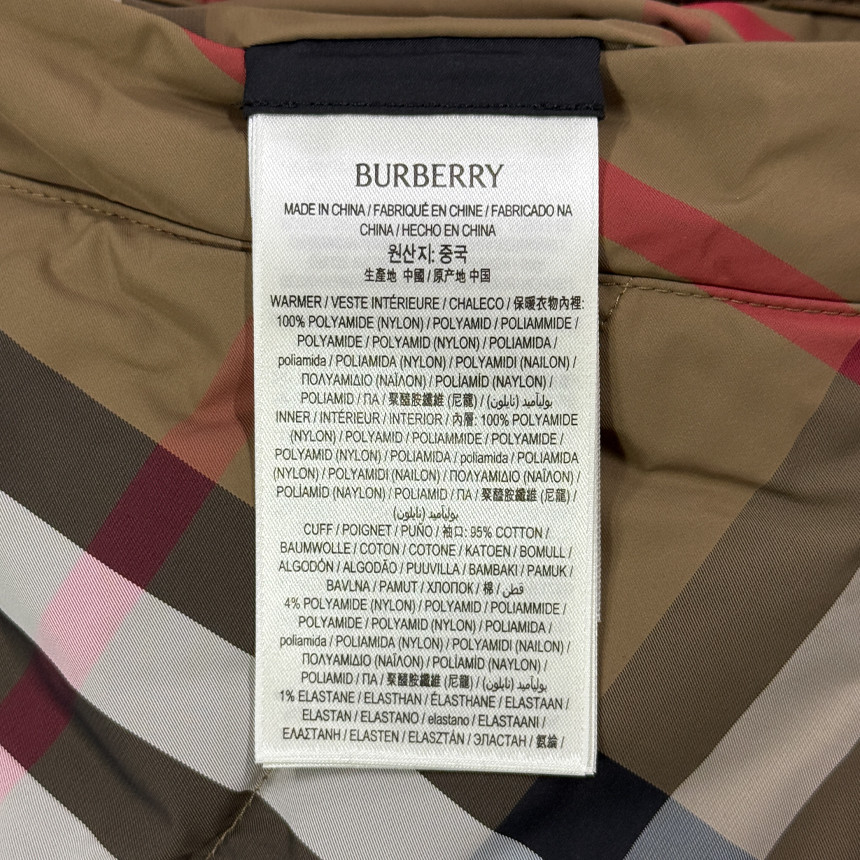 BURBERRY
MADE IN CHINA / FABRIQUÉ EN CHINE / FABRICADO NA
CHINA / HECHO EN CHINA
원산지: 중국
生產地 中國 / 原产地 中国
WARMER / VESTE INTÉRIEURE / CHALECO / 保暖衣物內裡:
100% POLYAMIDE (NYLON) / POLYAMID / POLIAMMIDE /
POLYAMIDE / POLYAMID (NYLON) / POLIAMIDA /
poliamida / POLIAMIDA (NYLON) / POLYAMIDI (NAILON) /
ΠΟΛΥΑΜΙΔΙΟ (ΝΑΪΛΟΝ) / POLİAMİD (NAYLON) /
POLIAMID / ПА / 聚醯胺纖維 (尼龍) / بوليأميد (نايلون) /
INNER / INTÉRIEUR / INTERIOR / 內層: 100% POLYAMIDE
(NYLON) / POLYAMID / POLIAMMIDE / POLYAMIDE /
POLYAMID (NYLON) / POLIAMIDA / poliamida / POLIAMIDA
(NYLON) / POLYAMIDI (NAILON) / ΠΟΛΥΑΜΙΔΙΟ (ΝΑΪΛΟΝ) /
POLİAMİD (NAYLON) / POLIAMID / ПА / 聚醯胺纖維 (尼龍) /
بوليأميد (نايلون) /
CUFF / POIGNET / PUÑO / 袖口: 95% COTTON /
BAUMWOLLE / COTON / COTONE / KATOEN / BOMULL /
ALGODÓN / ALGODÃO / PUUVILLA / BAMBAKI / PAMUK /
BAVLNA / PAMUT / ХЛОПОК / 棉 / قطن /
4% POLYAMIDE (NYLON) / POLYAMID / POLIAMMIDE /
POLYAMIDE / POLYAMID (NYLON) / POLIAMIDA /
poliamida / POLIAMIDA (NYLON) / POLYAMIDI (NAILON) /
ΠΟΛΥΑΜΙΔΙΟ (ΝΑΪΛΟΝ) / POLİAMİD (NAYLON) /
POLIAMID / ПА / 聚醯胺纖維 (尼龍) / بوليأميد (نايلون) /
1% ELASTANE / ELASTHAN / ÉLASTHANE / ELASTAAN /
ELASTAN / ELASTANO / elastano / ELASTAANI /
ΕΛΑΣΤΑΝΗ / ELASTEN / ELASZTÁN / ЭЛАСТАН / 氨綸 /